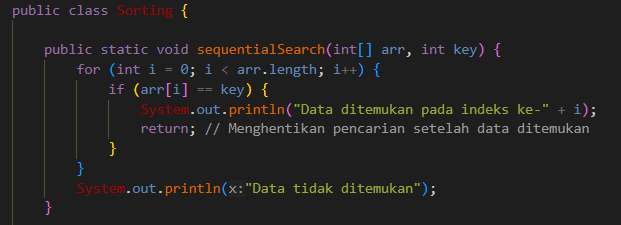 public class Sorting {
public static void sequentialSearch(int[] arr, int key) {
for (int i = 0; i < arr.length; i++) {
if (arr[i] == key) {
System.out.println("Data ditemukan pada indeks ke-" + i);
return; // Menghentikan pencarian setelah data ditemukan
}
}
System.out.println(x:"Data tidak ditemukan");
}